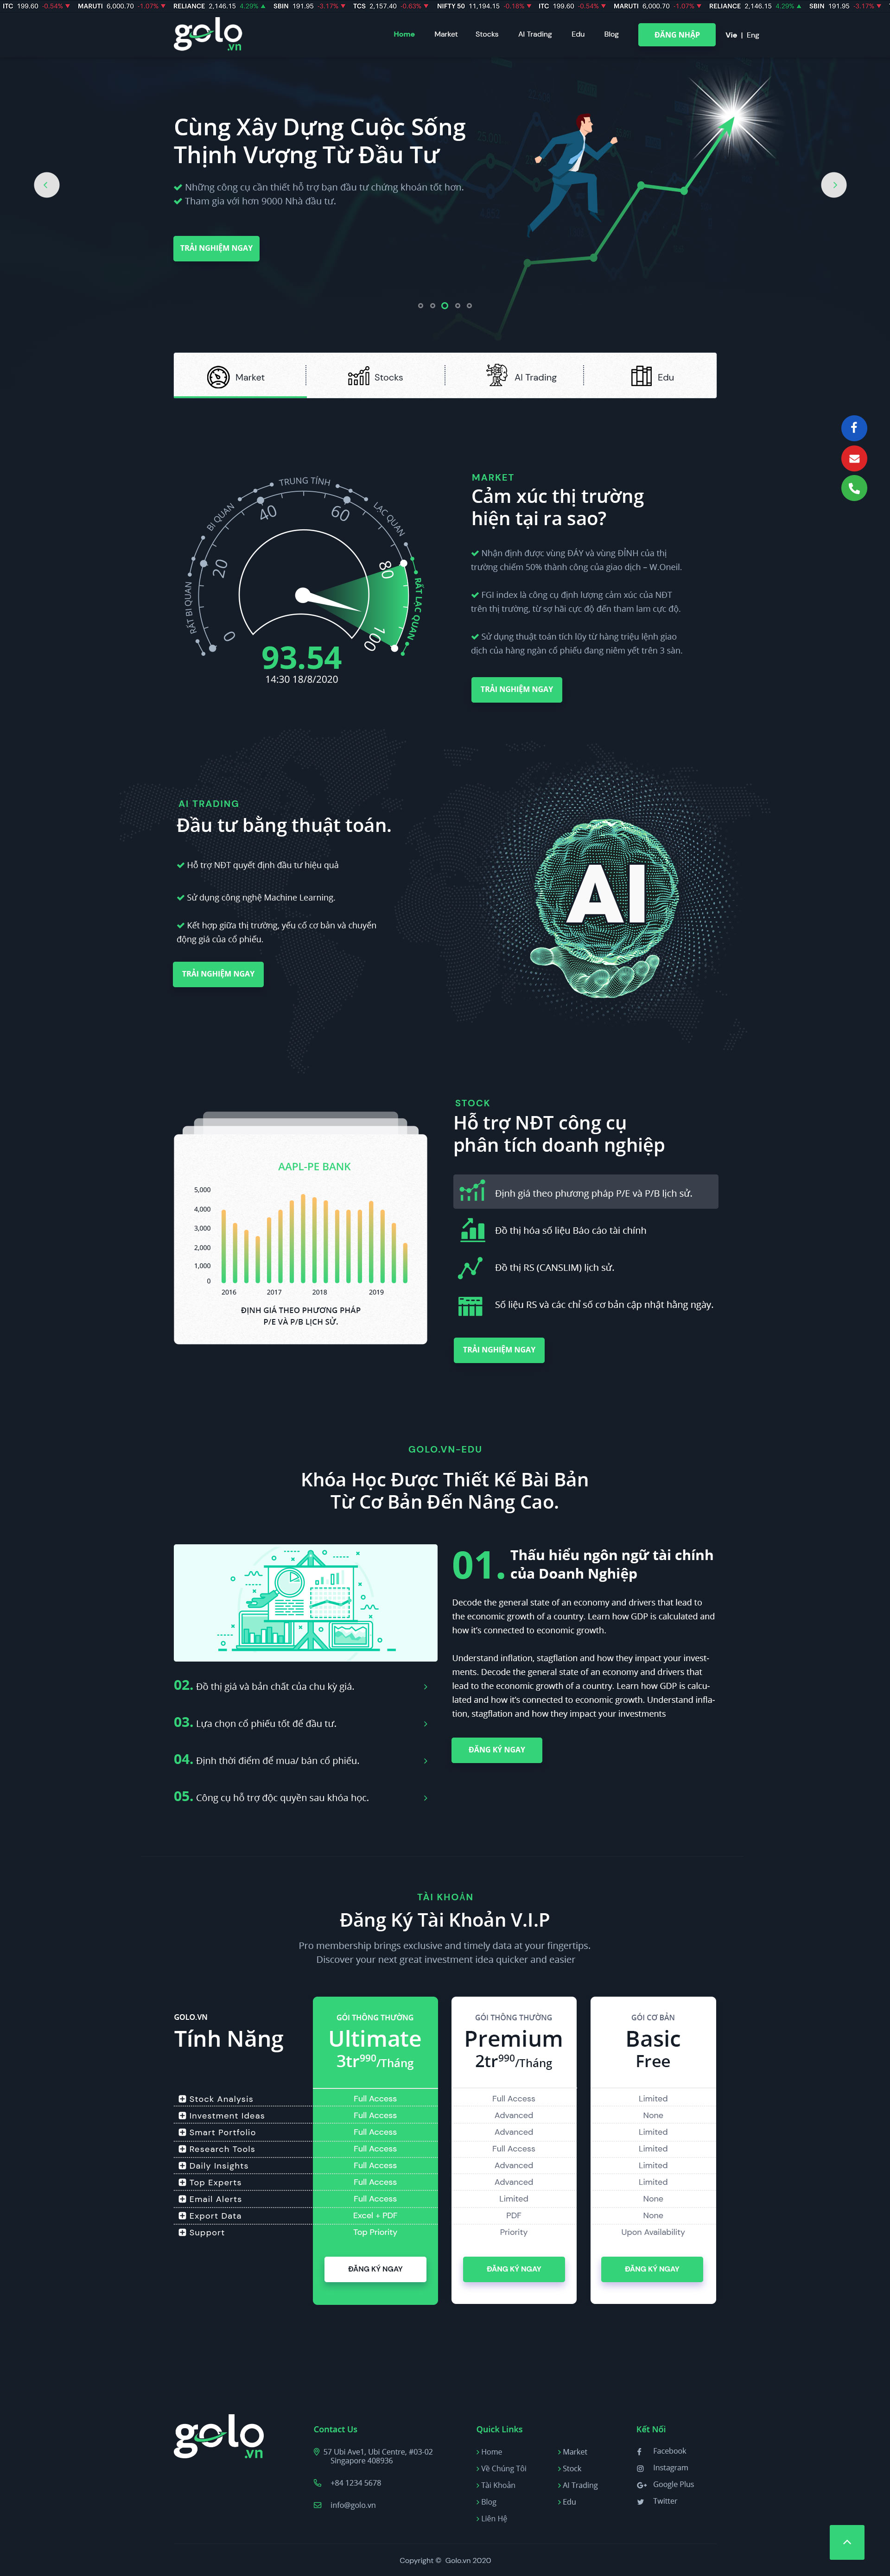 ITC 199.60 -0.54% MARUTI 6,000.70 -1.07% RELIANCE 2,146.15 4.29% SBIN 191.95 -3.17% TCS 2,157.40 -0.63% NIFTY 50 11,194.15 -0.18% ITC 199.60 -0.54% MARUTI 6,000.70 -1.07% RELIANCE 2,146.15 4.29% SBIN 191.95 -3.17%
golo.vn
Home Market Stocks AI Trading Edu Blog ĐĂNG NHẬP Vie | Eng
Cùng Xây Dựng Cuộc Sống
Thịnh Vượng Từ Đầu Tư
Những công cụ cần thiết hỗ trợ bạn đầu tư chứng khoán tốt hơn.
Tham gia với hơn 9000 Nhà đầu tư.
TRẢI NGHIỆM NGAY
Market Stocks AI Trading Edu
RẤT BI QUAN BI QUAN TRUNG TÍNH LẠC QUAN RẤT LẠC QUAN
0 20 40 60 80 100
93.54
14:30 18/8/2020
MARKET
Cảm xúc thị trường
hiện tại ra sao?
Nhận định được vùng ĐÁY và vùng ĐỈNH của thị
trường chiếm 50% thành công của giao dịch – W.Oneil.
FGI index là công cụ định lượng cảm xúc của NĐT
trên thị trường, từ sợ hãi cực độ đến tham lam cực độ.
Sử dụng thuật toán tích lũy từ hàng triệu lệnh giao
dịch của hàng ngàn cổ phiếu đang niêm yết trên 3 sàn.
TRẢI NGHIỆM NGAY
AI TRADING
Đầu tư bằng thuật toán.
Hỗ trợ NĐT quyết định đầu tư hiệu quả
Sử dụng công nghệ Machine Learning.
Kết hợp giữa thị trường, yếu cố cơ bản và chuyển
động giá của cổ phiếu.
TRẢI NGHIỆM NGAY
AI
AAPL-PE BANK
5,000
4,000
3,000
2,000
1,000
0
2016 2017 2018 2019
ĐỊNH GIÁ THEO PHƯƠNG PHÁP
P/E VÀ P/B LỊCH SỬ.
STOCK
Hỗ trợ NĐT công cụ
phân tích doanh nghiệp
Định giá theo phương pháp P/E và P/B lịch sử.
Đồ thị hóa số liệu Báo cáo tài chính
Đồ thị RS (CANSLIM) lịch sử.
Số liệu RS và các chỉ số cơ bản cập nhật hằng ngày.
TRẢI NGHIỆM NGAY
GOLO.VN-EDU
Khóa Học Được Thiết Kế Bài Bản
Từ Cơ Bản Đến Nâng Cao.
01. Thấu hiểu ngôn ngữ tài chính
của Doanh Nghiệp
Decode the general state of an economy and drivers that lead to
the economic growth of a country. Learn how GDP is calculated and
how it's connected to economic growth.
Understand inflation, stagflation and how they impact your invest-
ments. Decode the general state of an economy and drivers that
lead to the economic growth of a country. Learn how GDP is calcu-
lated and how it's connected to economic growth. Understand infla-
tion, stagflation and how they impact your investments
ĐĂNG KÝ NGAY
02. Đồ thị giá và bản chất của chu kỳ giá.
03. Lựa chọn cổ phiếu tốt để đầu tư.
04. Định thời điểm để mua/ bán cổ phiếu.
05. Công cụ hỗ trợ độc quyền sau khóa học.
TÀI KHOẢN
Đăng Ký Tài Khoản V.I.P
Pro membership brings exclusive and timely data at your fingertips.
Discover your next great investment idea quicker and easier
GOLO.VN GÓI THÔNG THƯỜNG GÓI THÔNG THƯỜNG GÓI CƠ BẢN
Tính Năng Ultimate Premium Basic
3tr990/Tháng 2tr990/Tháng Free
Stock Analysis Full Access Full Access Limited
Investment Ideas Full Access Advanced None
Smart Portfolio Full Access Advanced Limited
Research Tools Full Access Full Access Limited
Daily Insights Full Access Advanced Limited
Top Experts Full Access Advanced Limited
Email Alerts Full Access Limited None
Export Data Excel + PDF PDF None
Support Top Priority Priority Upon Availability
ĐĂNG KÝ NGAY ĐĂNG KÝ NGAY ĐĂNG KÝ NGAY
golo.vn
Contact Us
57 Ubi Ave1, Ubi Centre, #03-02
Singapore 408936
+84 1234 5678
info@golo.vn
Quick Links
Home
Về Chúng Tôi
Tài Khoản
Blog
Liên Hệ
Market
Stock
AI Trading
Edu
Kết Nối
Facebook
Instagram
Google Plus
Twitter
Copyright © Golo.vn 2020